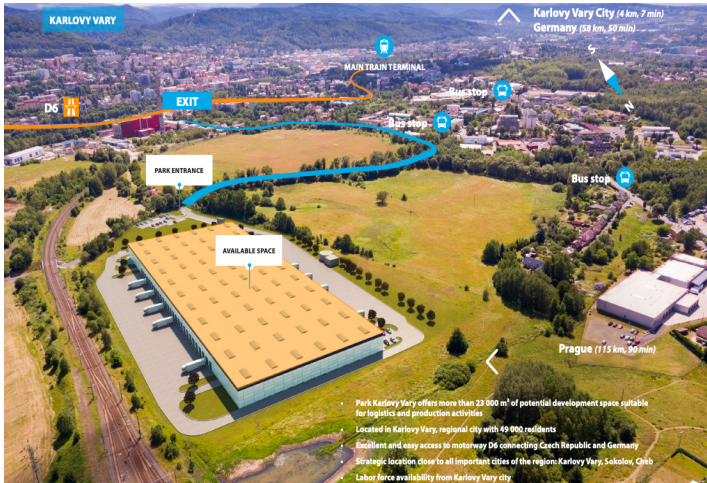 KARLOVY VARY
Karlovy Vary City (4 km, 7 min)
Germany (58 km, 50 min)
S
N
MAIN TRAIN TERMINAL
Bus stop
D6
EXIT
Bus stop
PARK ENTRANCE
Bus stop
AVAILABLE SPACE
Prague (115 km, 90 min)
• Park Karlovy Vary offers more than 23 000 m² of potential development space suitable
for logistics and production activities
• Located in Karlovy Vary, regional city with 49 000 residents
• Excellent and easy access to motorway D6 connecting Czech Republic and Germany
• Strategic location close to all important cities of the region: Karlovy Vary, Sokolov, Cheb
• Labor force availability from Karlovy Vary city